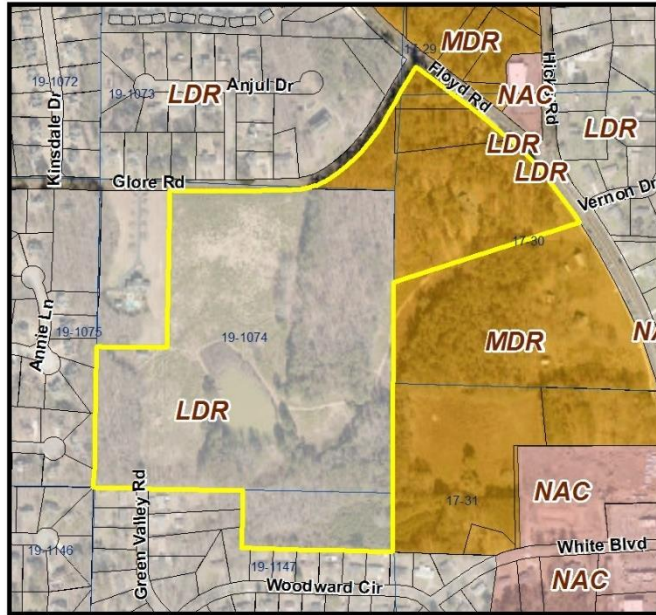 17-29
MDR
19-1072
Kinsdale Dr
19-1073
Anjul Dr
LDR
Floyd Rd
NAC
LDR
LDR
LDR
Glore Rd
Vernon Dr
17-30
19-1075
Annie Ln
19-1074
MDR
LDR
Green Valley Rd
17-31
NAC
19-1146
19-1147
White Blvd
Woodward Cir
NAC